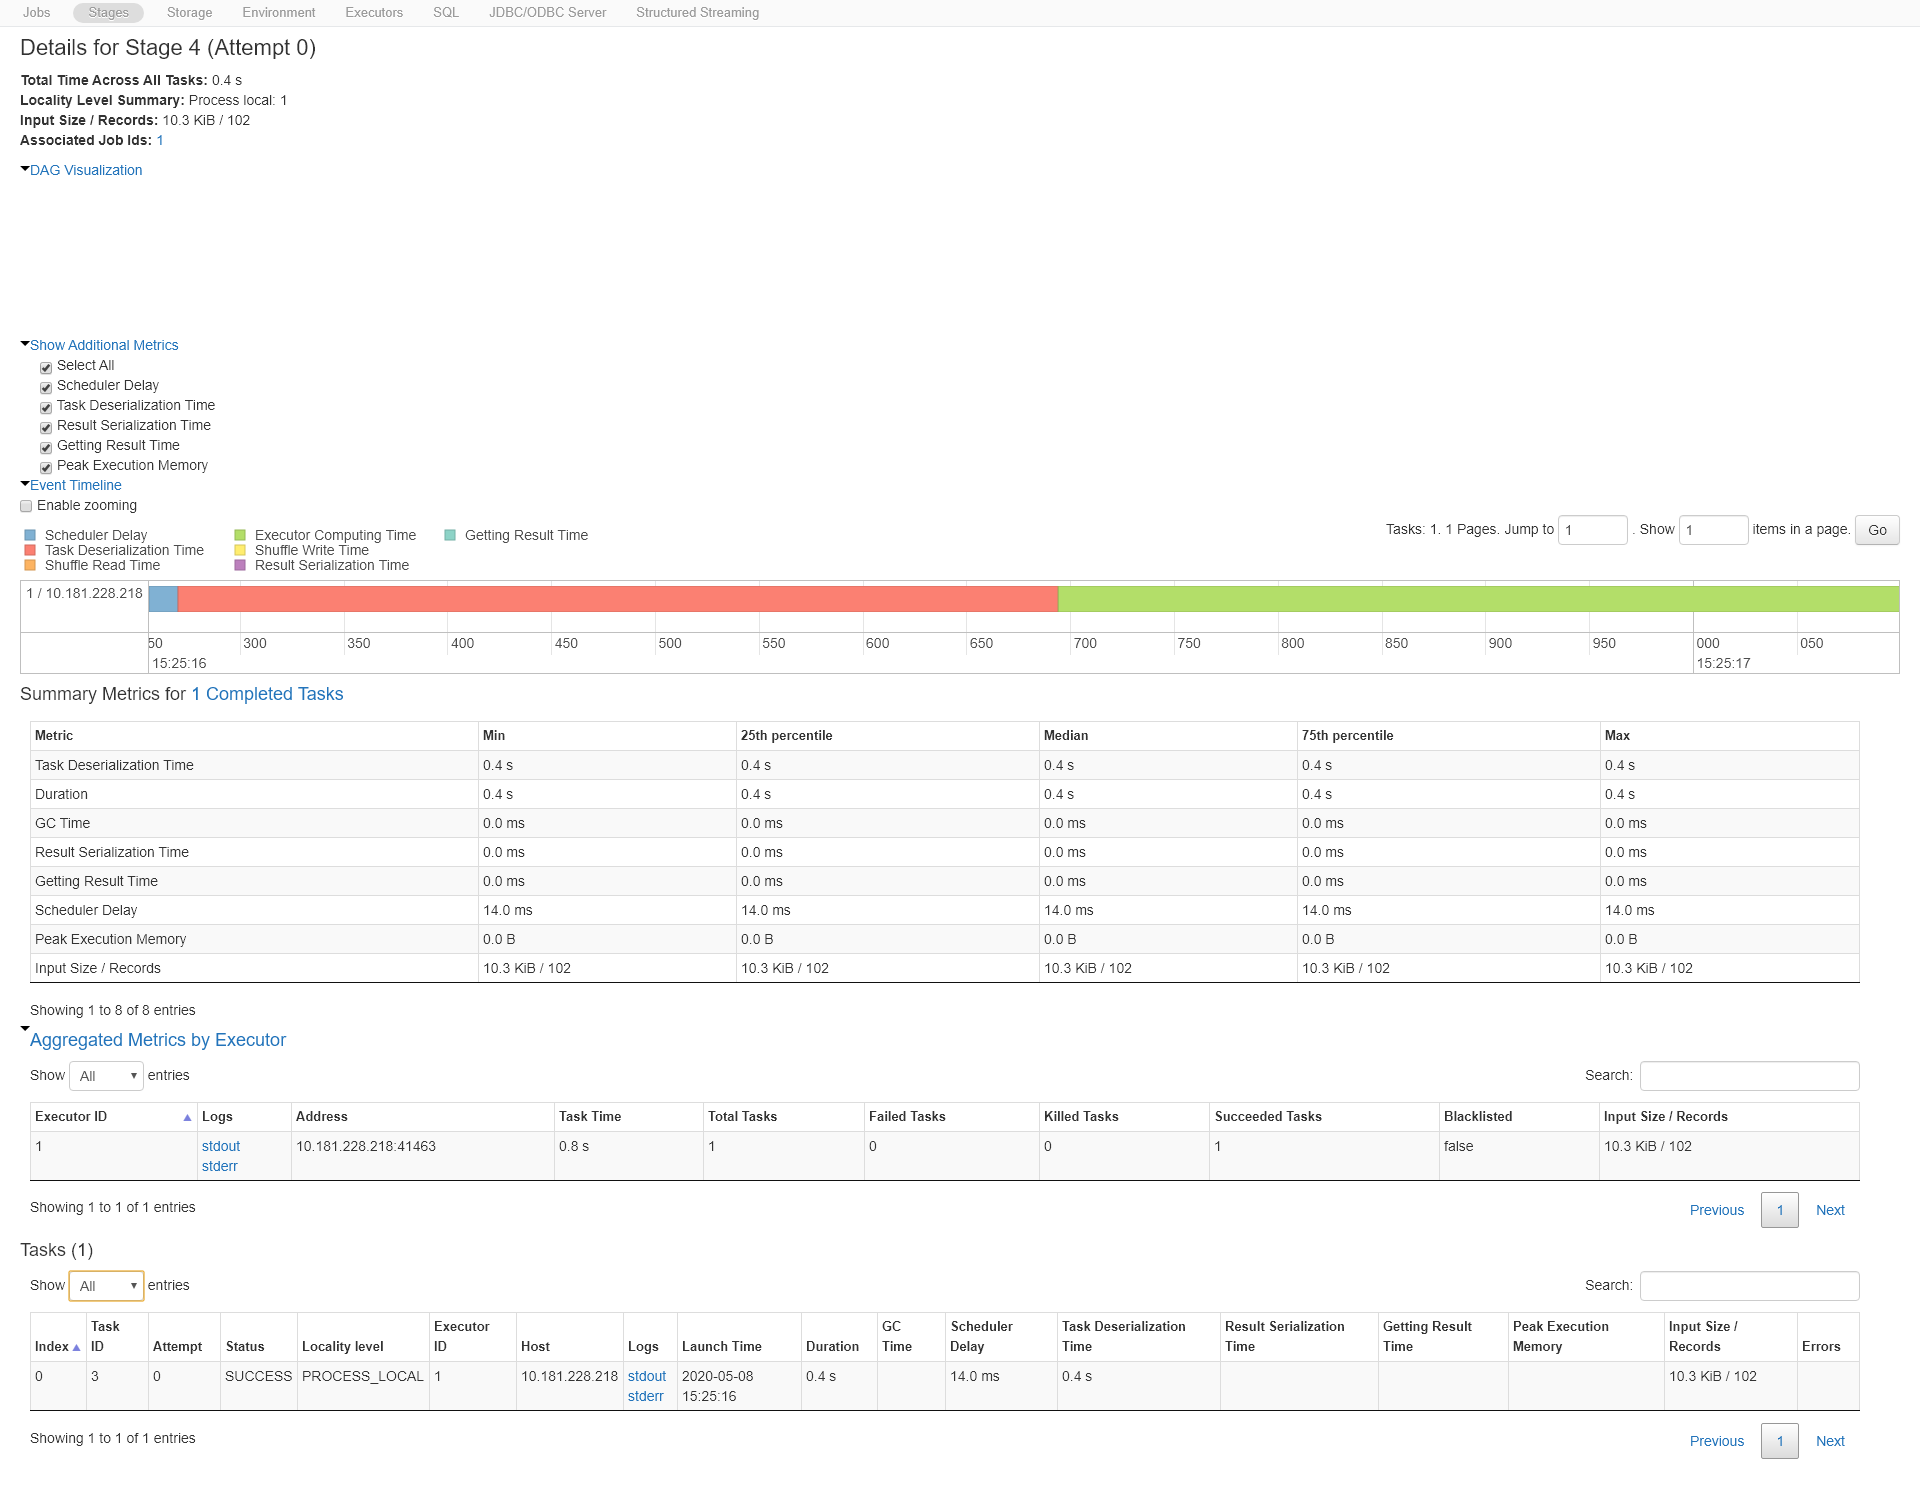 Jobs Stages Storage Environment Executors SQL JDBC/ODBC Server Structured Streaming
Details for Stage 4 (Attempt 0)
Total Time Across All Tasks: 0.4 s
Locality Level Summary: Process local: 1
Input Size / Records: 10.3 KiB / 102
Associated Job Ids: 1
DAG Visualization
Show Additional Metrics
Select All
Scheduler Delay
Task Deserialization Time
Result Serialization Time
Getting Result Time
Peak Execution Memory
Event Timeline
Enable zooming
Tasks: 1. 1 Pages. Jump to 1 . Show 1 items in a page. Go
Scheduler Delay Executor Computing Time Getting Result Time
Task Deserialization Time Shuffle Write Time
Shuffle Read Time Result Serialization Time
1 / 10.181.228.218
50 300 350 400 450 500 550 600 650 700 750 800 850 900 950 000 050
15:25:16 15:25:17
Summary Metrics for 1 Completed Tasks
Metric Min 25th percentile Median 75th percentile Max
Task Deserialization Time 0.4 s 0.4 s 0.4 s 0.4 s 0.4 s
Duration 0.4 s 0.4 s 0.4 s 0.4 s 0.4 s
GC Time 0.0 ms 0.0 ms 0.0 ms 0.0 ms 0.0 ms
Result Serialization Time 0.0 ms 0.0 ms 0.0 ms 0.0 ms 0.0 ms
Getting Result Time 0.0 ms 0.0 ms 0.0 ms 0.0 ms 0.0 ms
Scheduler Delay 14.0 ms 14.0 ms 14.0 ms 14.0 ms 14.0 ms
Peak Execution Memory 0.0 B 0.0 B 0.0 B 0.0 B 0.0 B
Input Size / Records 10.3 KiB / 102 10.3 KiB / 102 10.3 KiB / 102 10.3 KiB / 102 10.3 KiB / 102
Showing 1 to 8 of 8 entries
Aggregated Metrics by Executor
Show All entries Search:
Executor ID Logs Address Task Time Total Tasks Failed Tasks Killed Tasks Succeeded Tasks Blacklisted Input Size / Records
1 stdout 10.181.228.218:41463 0.8 s 1 0 0 1 false 10.3 KiB / 102
stderr
Showing 1 to 1 of 1 entries Previous 1 Next
Tasks (1)
Show All entries Search:
Task Executor GC Scheduler Task Deserialization Result Serialization Getting Result Peak Execution Input Size /
Index ID Attempt Status Locality level ID Host Logs Launch Time Duration Time Delay Time Time Time Memory Records Errors
0 3 0 SUCCESS PROCESS_LOCAL 1 10.181.228.218 stdout 2020-05-08 0.4 s 14.0 ms 0.4 s 10.3 KiB / 102
stderr 15:25:16
Showing 1 to 1 of 1 entries Previous 1 Next